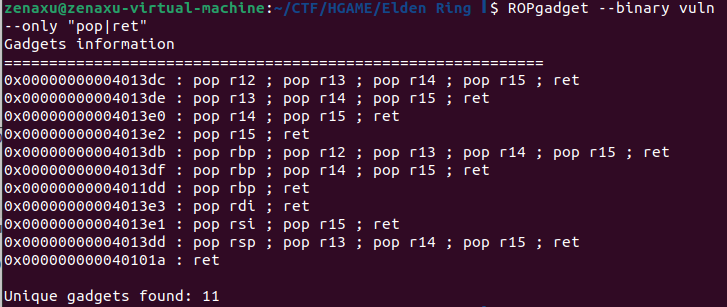 zenaxu@zenaxu-virtual-machine:~/CTF/HGAME/Elden Ring Ⅰ$ ROPgadget --binary vuln
--only "pop|ret"
Gadgets information
============================================================
0x00000000004013dc : pop r12 ; pop r13 ; pop r14 ; pop r15 ; ret
0x00000000004013de : pop r13 ; pop r14 ; pop r15 ; ret
0x00000000004013e0 : pop r14 ; pop r15 ; ret
0x00000000004013e2 : pop r15 ; ret
0x00000000004013db : pop rbp ; pop r12 ; pop r13 ; pop r14 ; pop r15 ; ret
0x00000000004013df : pop rbp ; pop r14 ; pop r15 ; ret
0x00000000004011dd : pop rbp ; ret
0x00000000004013e3 : pop rdi ; ret
0x00000000004013e1 : pop rsi ; pop r15 ; ret
0x00000000004013dd : pop rsp ; pop r13 ; pop r14 ; pop r15 ; ret
0x000000000040101a : ret
Unique gadgets found: 11